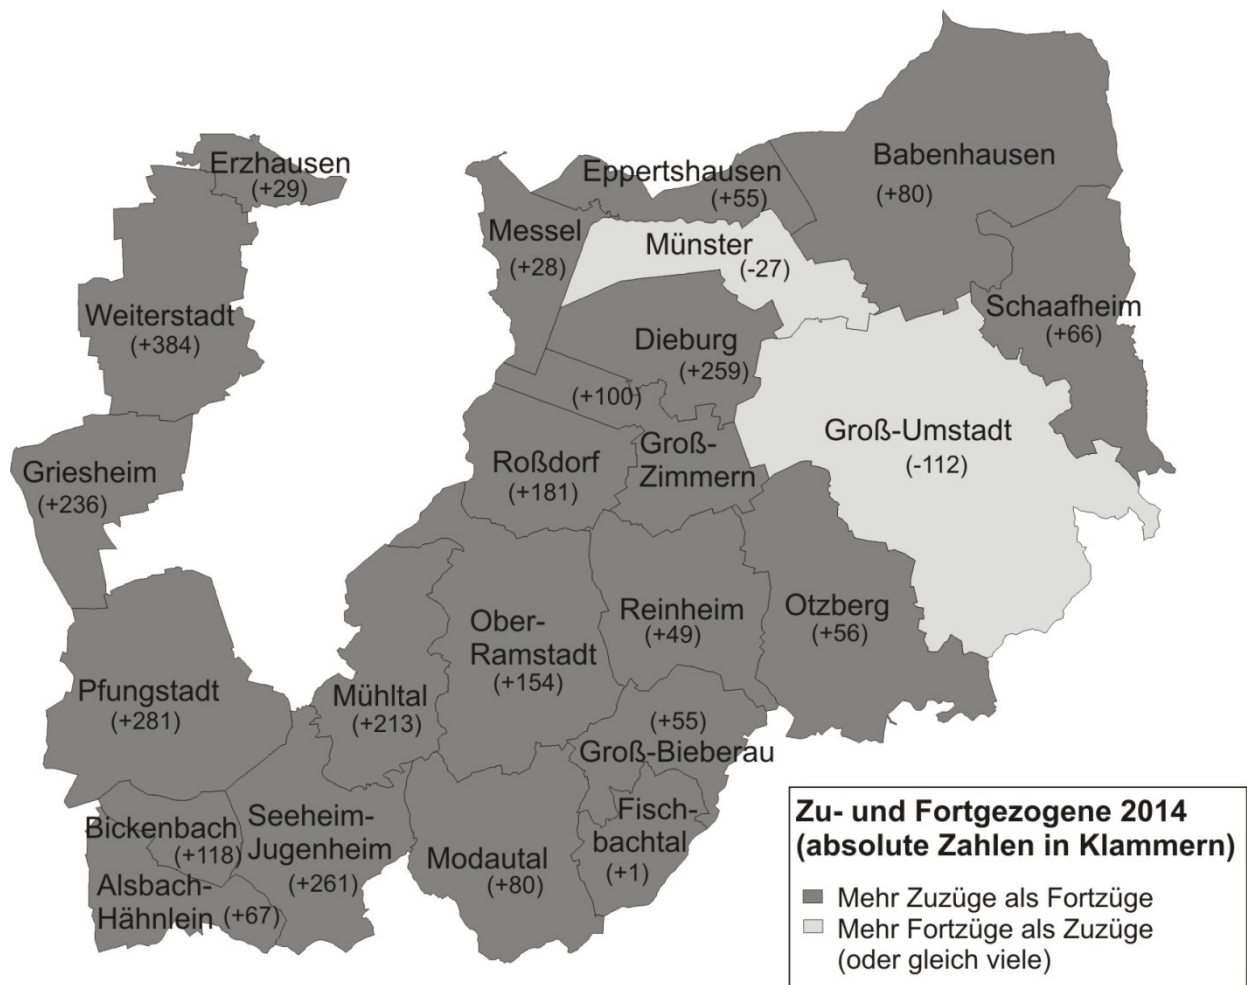 Erzhausen
(+29)
Eppertshausen
(+55)
Babenhausen
(+80)
Messel
(+28)
Münster
(-27)
Weiterstadt
(+384)
Schaafheim
(+66)
Dieburg
(+259)
(+100)
Groß-
Zimmern
Groß-Umstadt
(-112)
Griesheim
(+236)
Roßdorf
(+181)
Reinheim
(+49)
Otzberg
(+56)
Ober-
Ramstadt
(+154)
Pfungstadt
(+281)
Mühltal
(+213)
(+55)
Groß-Bieberau
Fisch-
bachtal
(+1)
Bickenbach
(+118)
Seeheim-
Jugenheim
(+261)
Modautal
(+80)
Alsbach-
Hähnlein (+67)
Zu- und Fortgezogene 2014
(absolute Zahlen in Klammern)
Mehr Zuzüge als Fortzüge
Mehr Fortzüge als Zuzüge
(oder gleich viele)